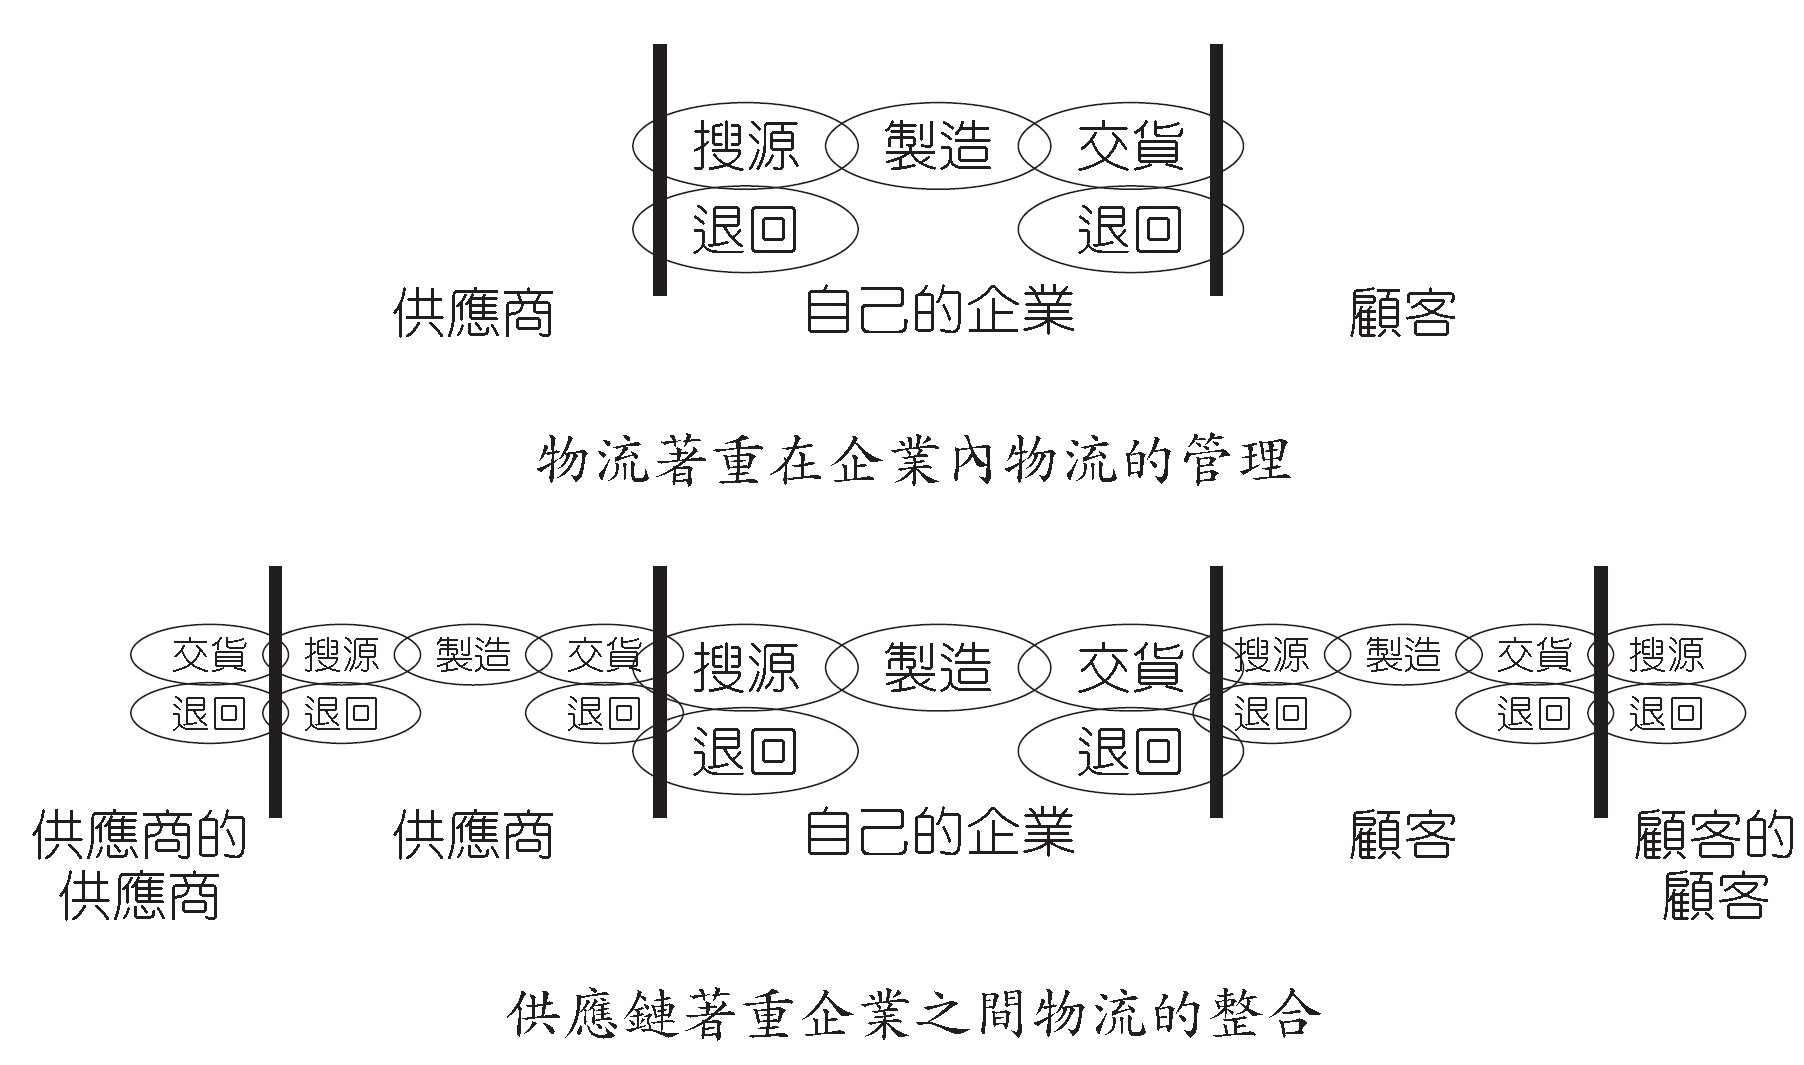 搜源 製造 交貨
退回 退回
供應商 自己的企業 顧客
物流著重在企業內物流的管理
交貨 搜源 製造 交貨 搜源 製造 交貨 搜源 製造 交貨 搜源
退回 退回 退回 退回 退回 退回 退回 退回
供應商的 供應商 自己的企業 顧客 顧客的
供應商 顧客
供應鏈著重企業之間物流的整合